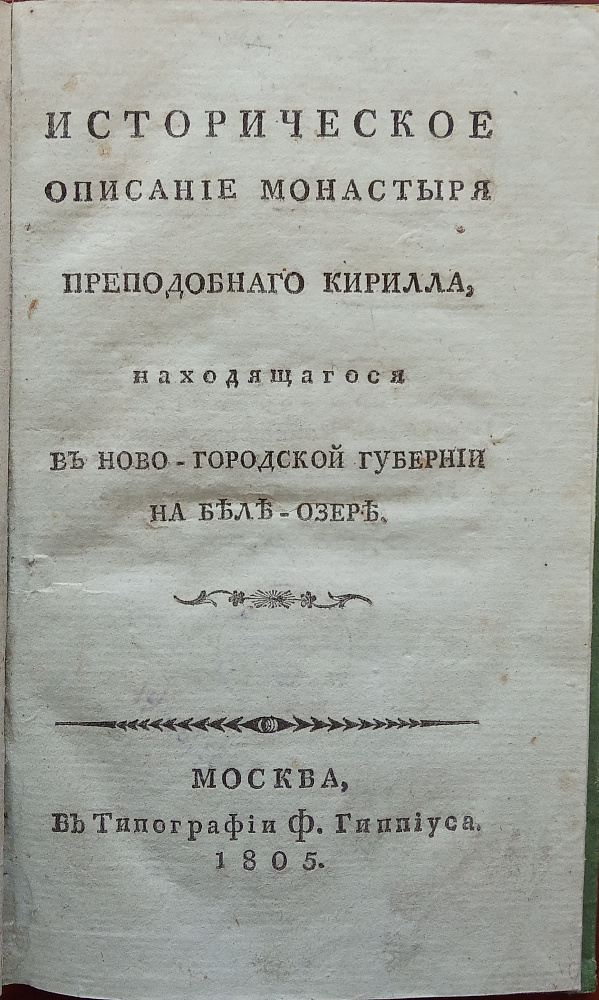 ИСТОРИЧЕСКОЕ
ОПИСАНІЕ МОНАСТЫРЯ
ПРЕПОДОБНАГО КИРИЛЛА,
находящагося
ВЪ НОВО-ГОРОДСКОЙ ГУБЕРНІИ
НА БѢЛѢ-ОЗЕРѢ.
МОСКВА,
Въ Типографіи Ф. Гиппіуса.
1805.